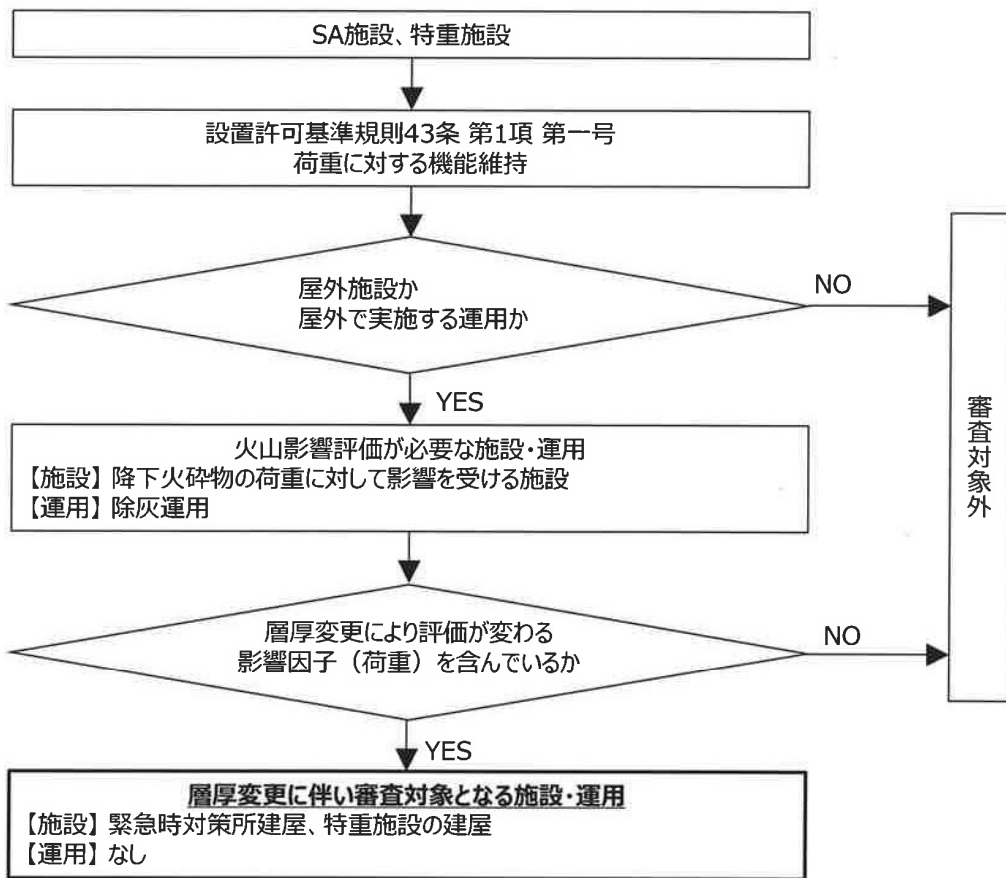 SA施設、特重施設
設置許可基準規則43条 第1項 第一号
荷重に対する機能維持
屋外施設か
屋外で実施する運用か
NO
YES
火山影響評価が必要な施設・運用
【施設】降下火砕物の荷重に対して影響を受ける施設
【運用】除灰運用
層厚変更により評価が変わる
影響因子（荷重）を含んでいるか
NO
YES
審査対象外
層厚変更に伴い審査対象となる施設・運用
【施設】緊急時対策所建屋、特重施設の建屋
【運用】なし